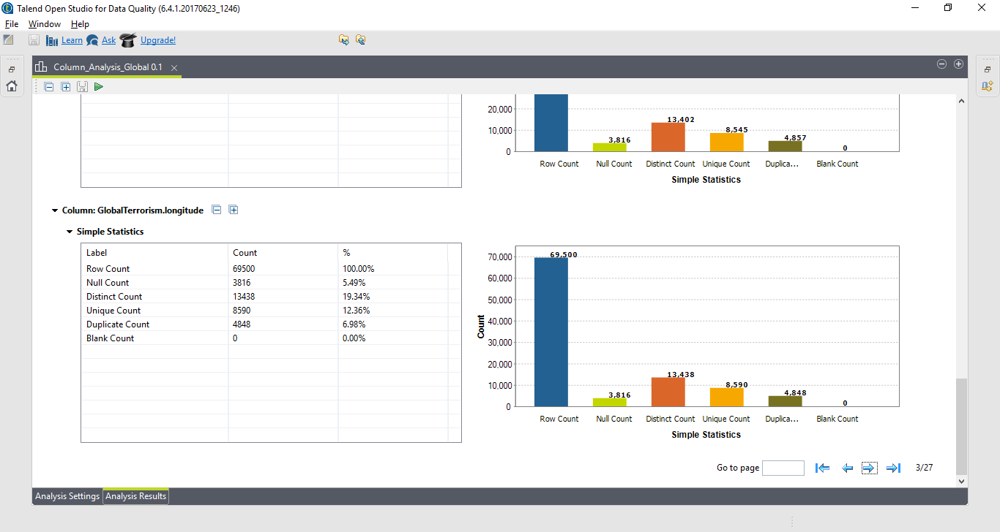 Talend Open Studio for Data Quality (6.4.1.20170623_1246)
File Window Help
Learn Ask Upgrade!
Column_Analysis_Global 0.1
20,000
10,000
0
13,402
8,545
4,857
3,816
0
Row Count Null Count Distinct Count Unique Count Duplica... Blank Count
Simple Statistics
Column: GlobalTerrorism.longitude
Simple Statistics
Label Count %
Row Count 69500 100.00%
Null Count 3816 5.49%
Distinct Count 13438 19.34%
Unique Count 8590 12.36%
Duplicate Count 4848 6.98%
Blank Count 0 0.00%
Count
70,000
60,000
50,000
40,000
30,000
20,000
10,000
0
69,500
3,816
13,438
8,590
4,848
0
Row Count Null Count Distinct Count Unique Count Duplica... Blank Count
Simple Statistics
Go to page 3/27
Analysis Settings Analysis Results